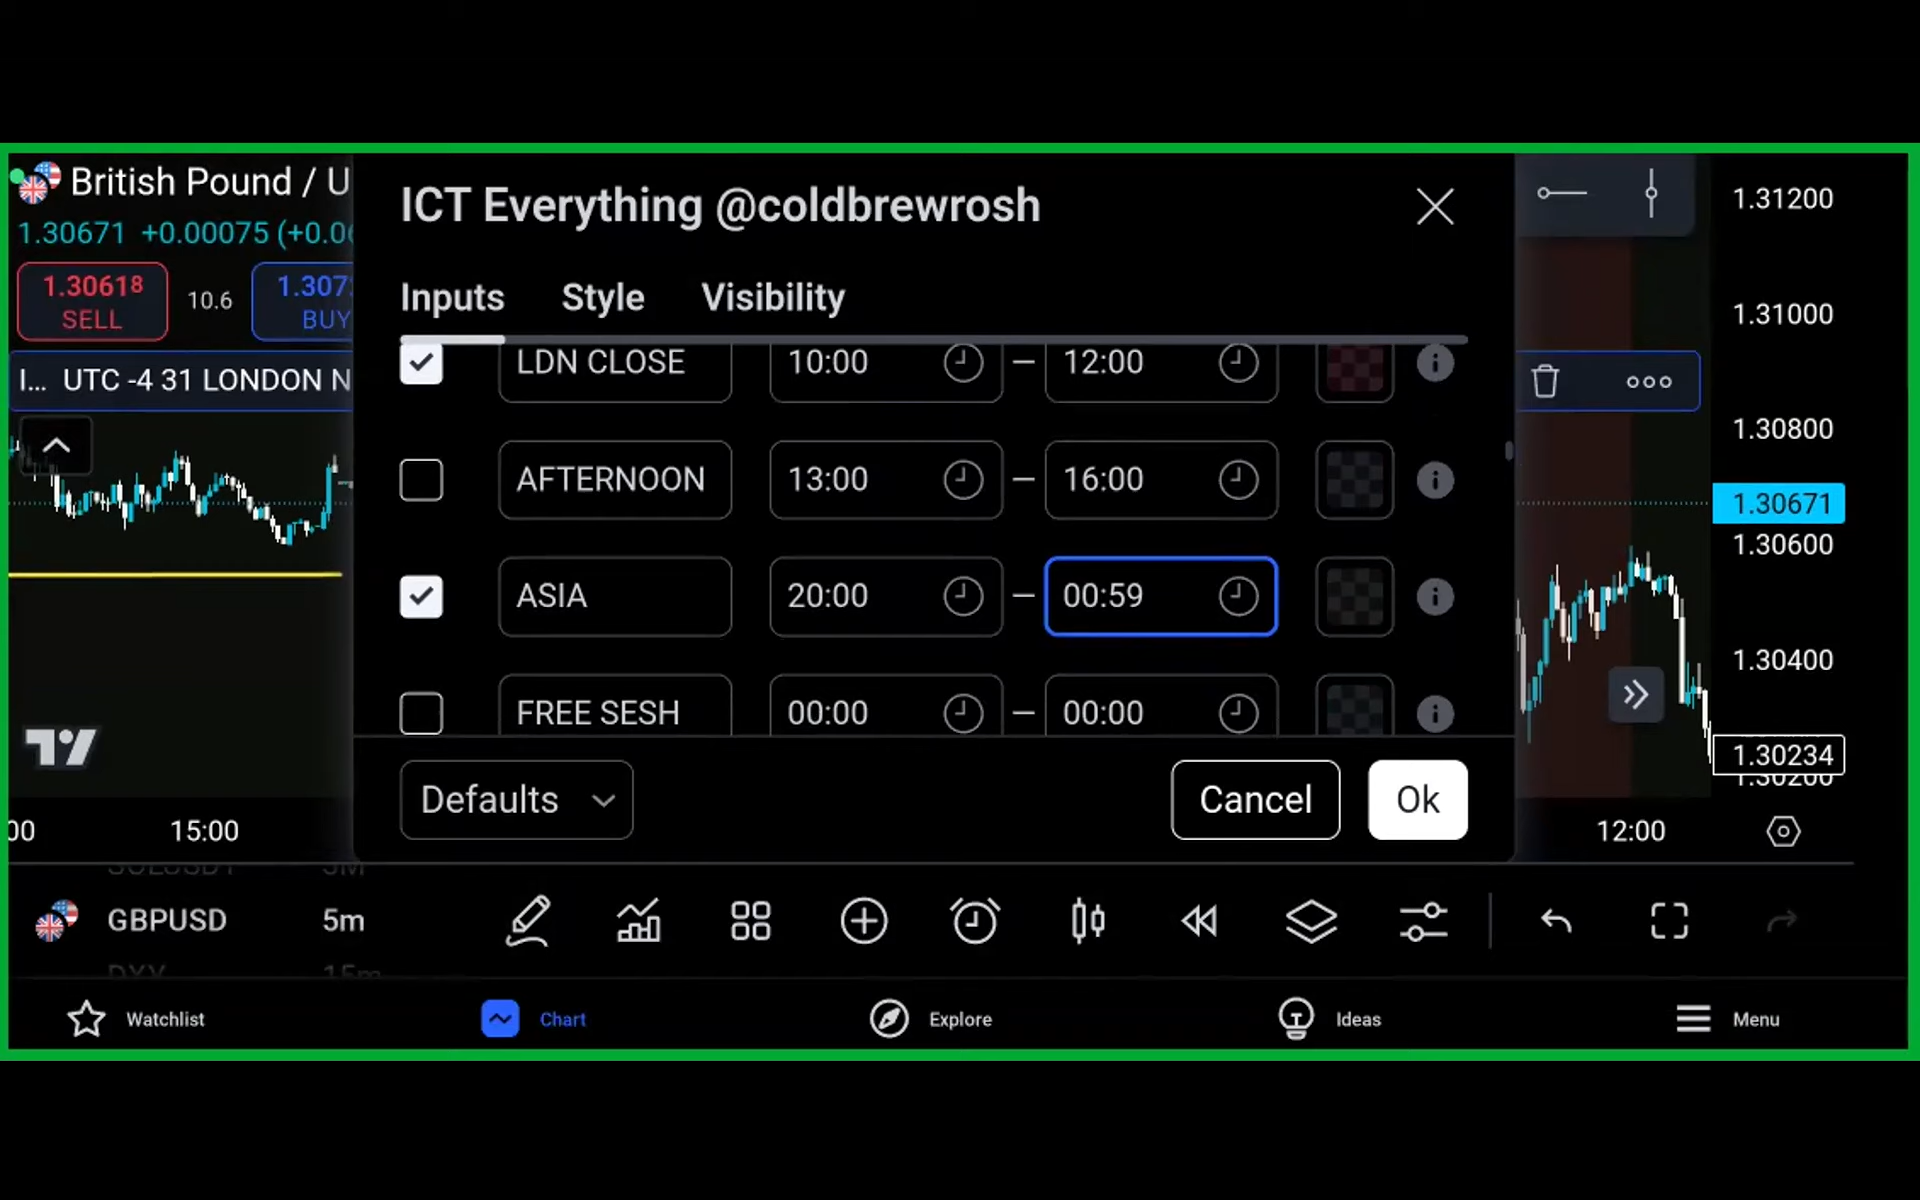 British Pound / U
1.30671 +0.00075 (+0.0
1.30618
SELL
10.6
1.307
BUY
I... UTC -4 31 LONDON N
15:00
ICT Everything @coldbrewrosh
Inputs Style Visibility
LDN CLOSE 10:00 — 12:00
AFTERNOON 13:00 — 16:00
ASIA 20:00 — 00:59
FREE SESH 00:00 — 00:00
Defaults
Cancel
Ok
1.31200
1.31000
1.30800
1.30671
1.30600
1.30400
1.30234
1.30200
12:00
GBPUSD 5m
Watchlist
Chart
Explore
Ideas
Menu